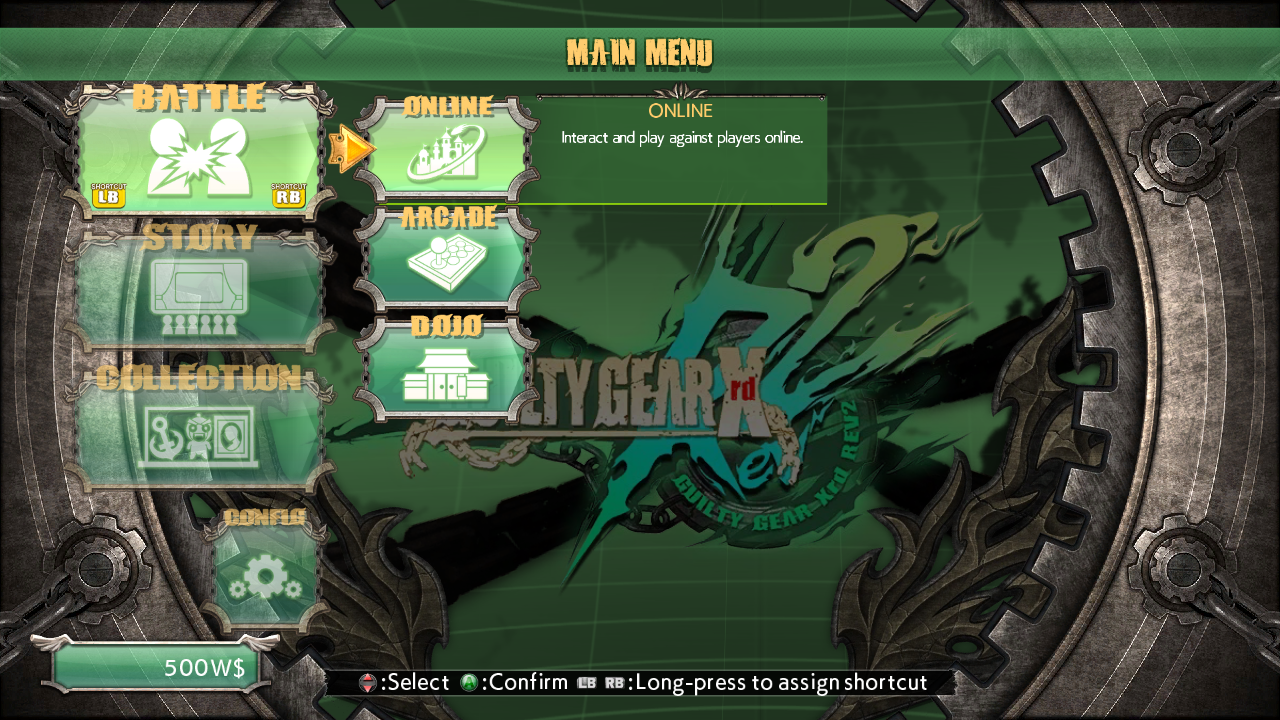 MAIN MENU
BATTLE
SHORTCUT
LB
SHORTCUT
RB
STORY
COLLECTION
CONFIG
500W$
ONLINE
ARCADE
DOJO
ONLINE
Interact and play against players online.
LTY GEAR Xrd
Rev 2
GUILTY GEAR Xrd REV2
:Select A:Confirm LB RB:Long-press to assign shortcut